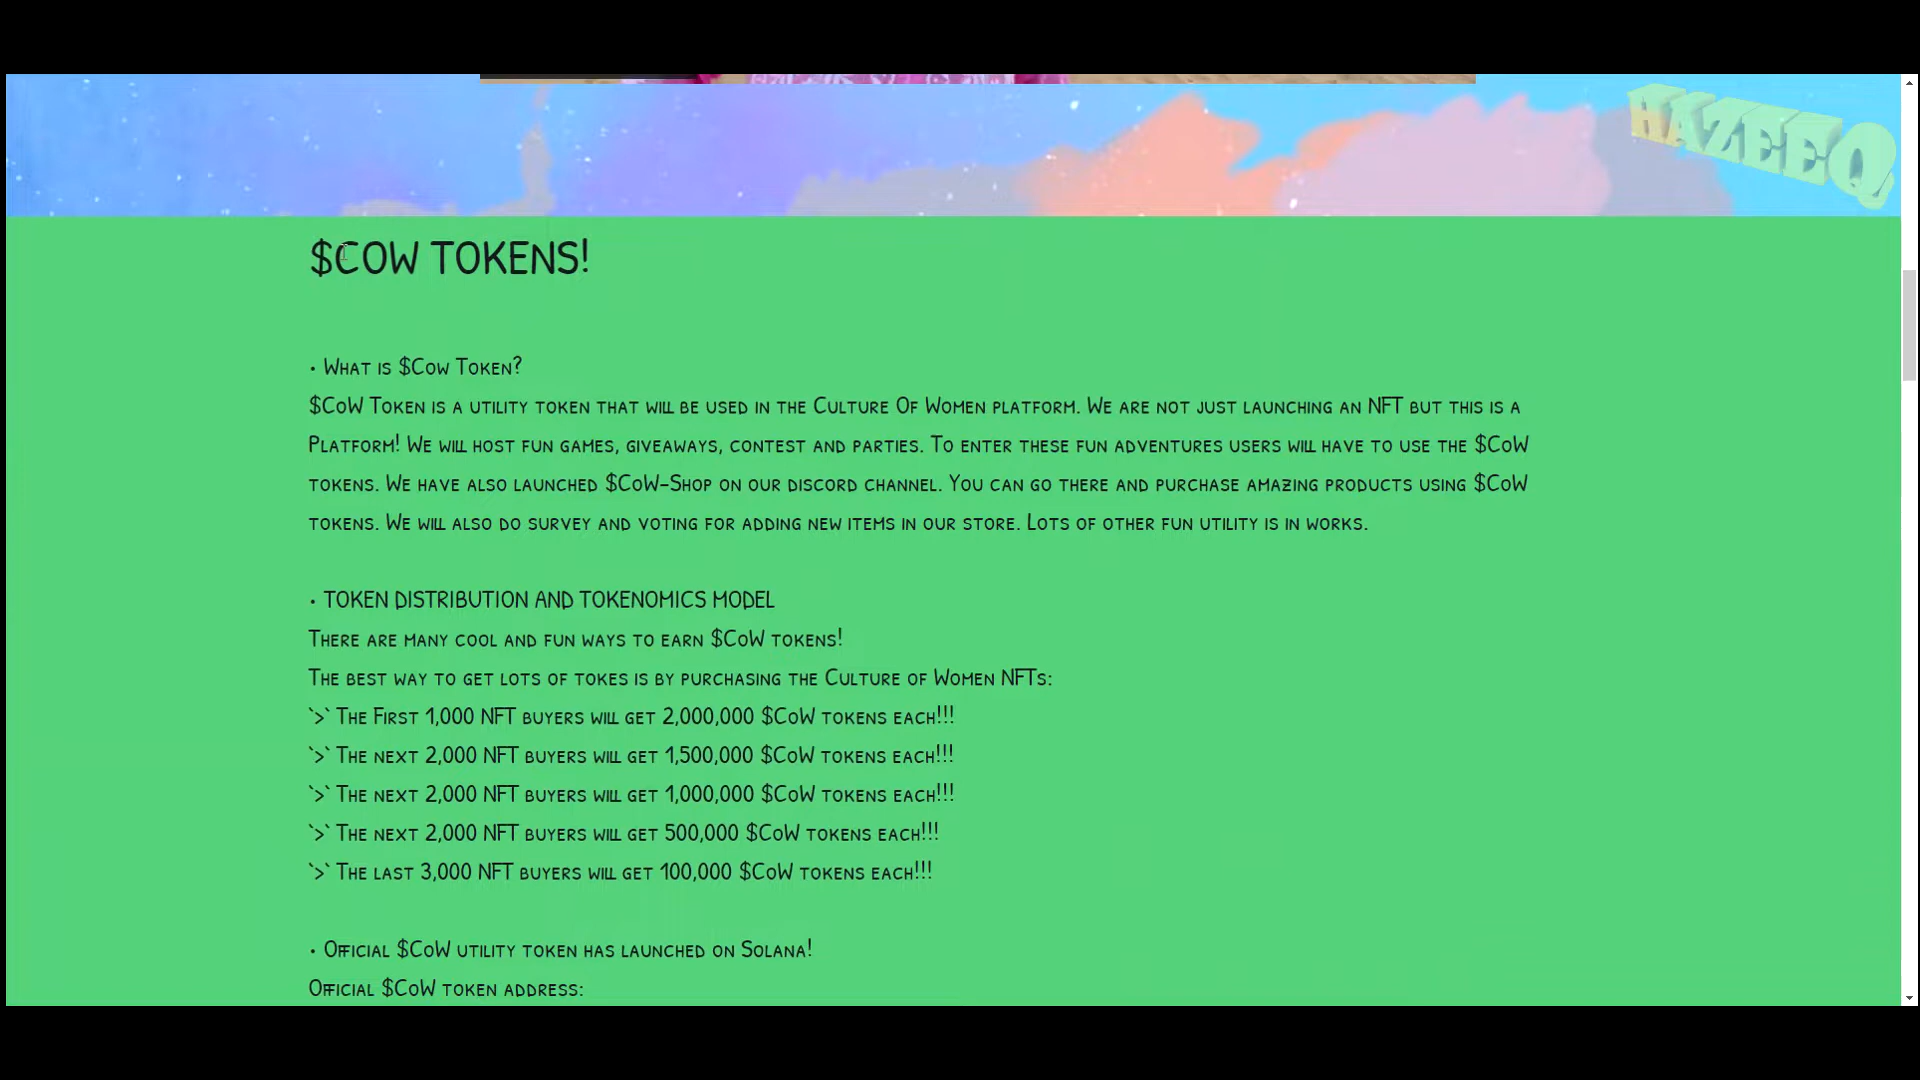 HAZEEQ
$COW TOKENS!
• What is $Cow Token?
$CoW Token is a utility token that will be used in the Culture Of Women platform. We are not just launching an NFT but this is a
Platform! We will host fun games, giveaways, contest and parties. To enter these fun adventures users will have to use the $CoW
tokens. We have also launched $CoW-Shop on our discord channel. You can go there and purchase amazing products using $CoW
tokens. We will also do survey and voting for adding new items in our store. Lots of other fun utility is in works.
• TOKEN DISTRIBUTION AND TOKENOMICS MODEL
There are many cool and fun ways to earn $CoW tokens!
The best way to get lots of tokes is by purchasing the Culture of Women NFTs:
`>` The First 1,000 NFT buyers will get 2,000,000 $CoW tokens each!!!
`>` The next 2,000 NFT buyers will get 1,500,000 $CoW tokens each!!!
`>` The next 2,000 NFT buyers will get 1,000,000 $CoW tokens each!!!
`>` The next 2,000 NFT buyers will get 500,000 $CoW tokens each!!!
`>` The last 3,000 NFT buyers will get 100,000 $CoW tokens each!!!
• Official $CoW utility token has launched on Solana!
Official $CoW token address: